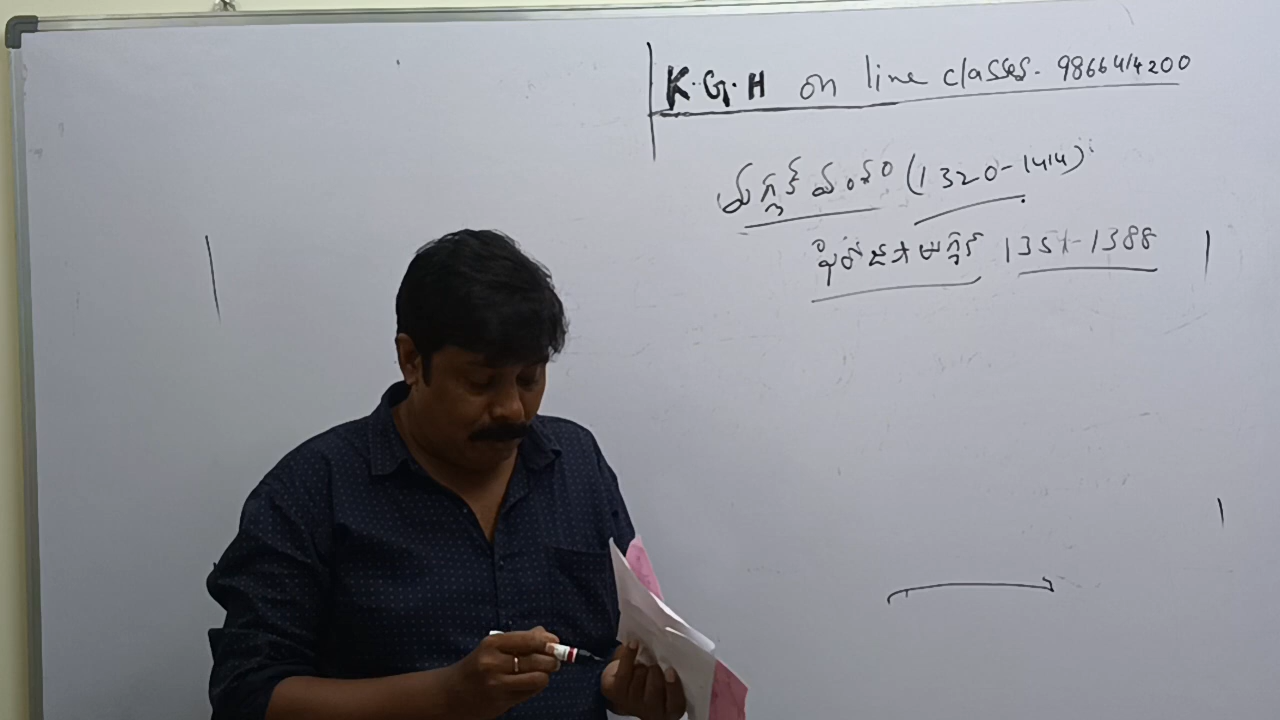 K.G.H on line classes. 9866414200
తుగ్లక్ వంశం (1320-1414):
ఫిరోజ్ షా తుగ్లక్ 1351-1388